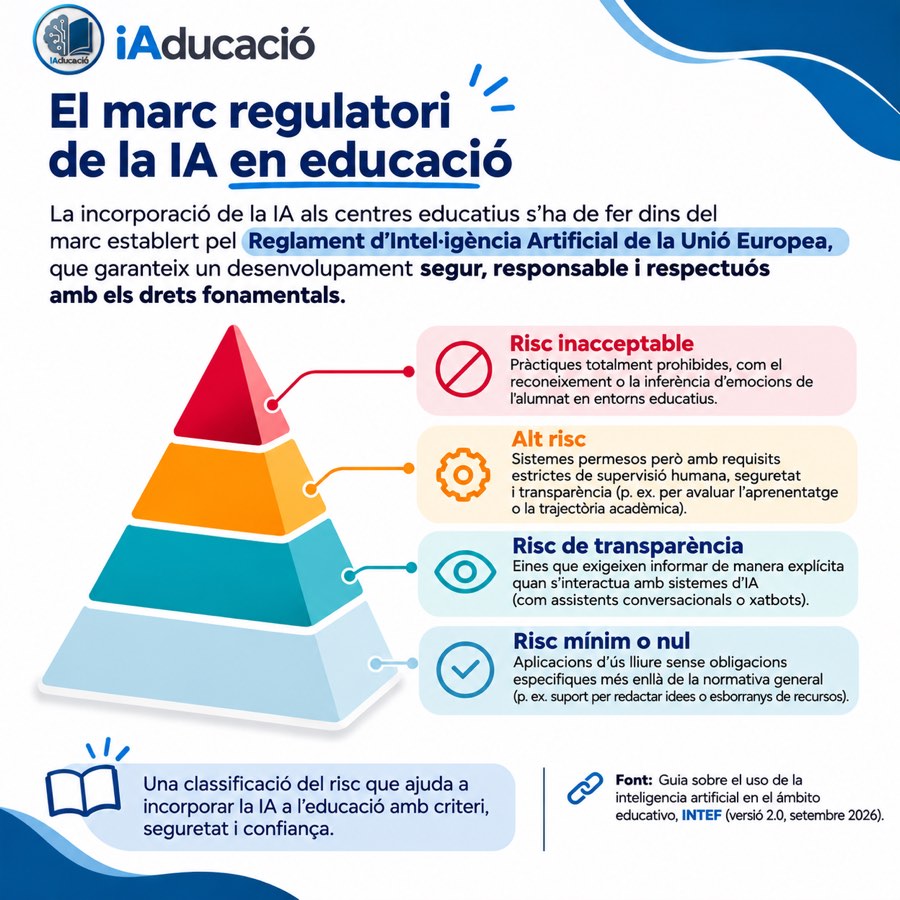 iAducació
iAducació
El marc regulatori
de la IA en educació
La incorporació de la IA als centres educatius s'ha de fer dins del
marc establert pel Reglament d'Intel·ligència Artificial de la Unió Europea,
que garanteix un desenvolupament segur, responsable i respectuós
amb els drets fonamentals.
Risc inacceptable
Pràctiques totalment prohibides, com el
reconeixement o la inferència d'emocions de
l'alumnat en entorns educatius.
Alt risc
Sistemes permesos però amb requisits
estrictes de supervisió humana, seguretat
i transparència (p. ex. per avaluar l'aprenentatge
o la trajectòria acadèmica).
Risc de transparència
Eines que exigeixen informar de manera explícita
quan s'interactua amb sistemes d'IA
(com assistents conversacionals o xatbots).
Risc mínim o nul
Aplicacions d'ús lliure sense obligacions
especifiques més enllà de la normativa general
(p. ex. suport per redactar idees o esborranys de recursos).
Una classificació del risc que ajuda a
incorporar la IA a l'educació amb criteri,
seguretat i confiança.
Font: Guia sobre el uso de la
inteligencia artificial en el ámbito
educativo, INTEF (versió 2.0, setembre 2026).